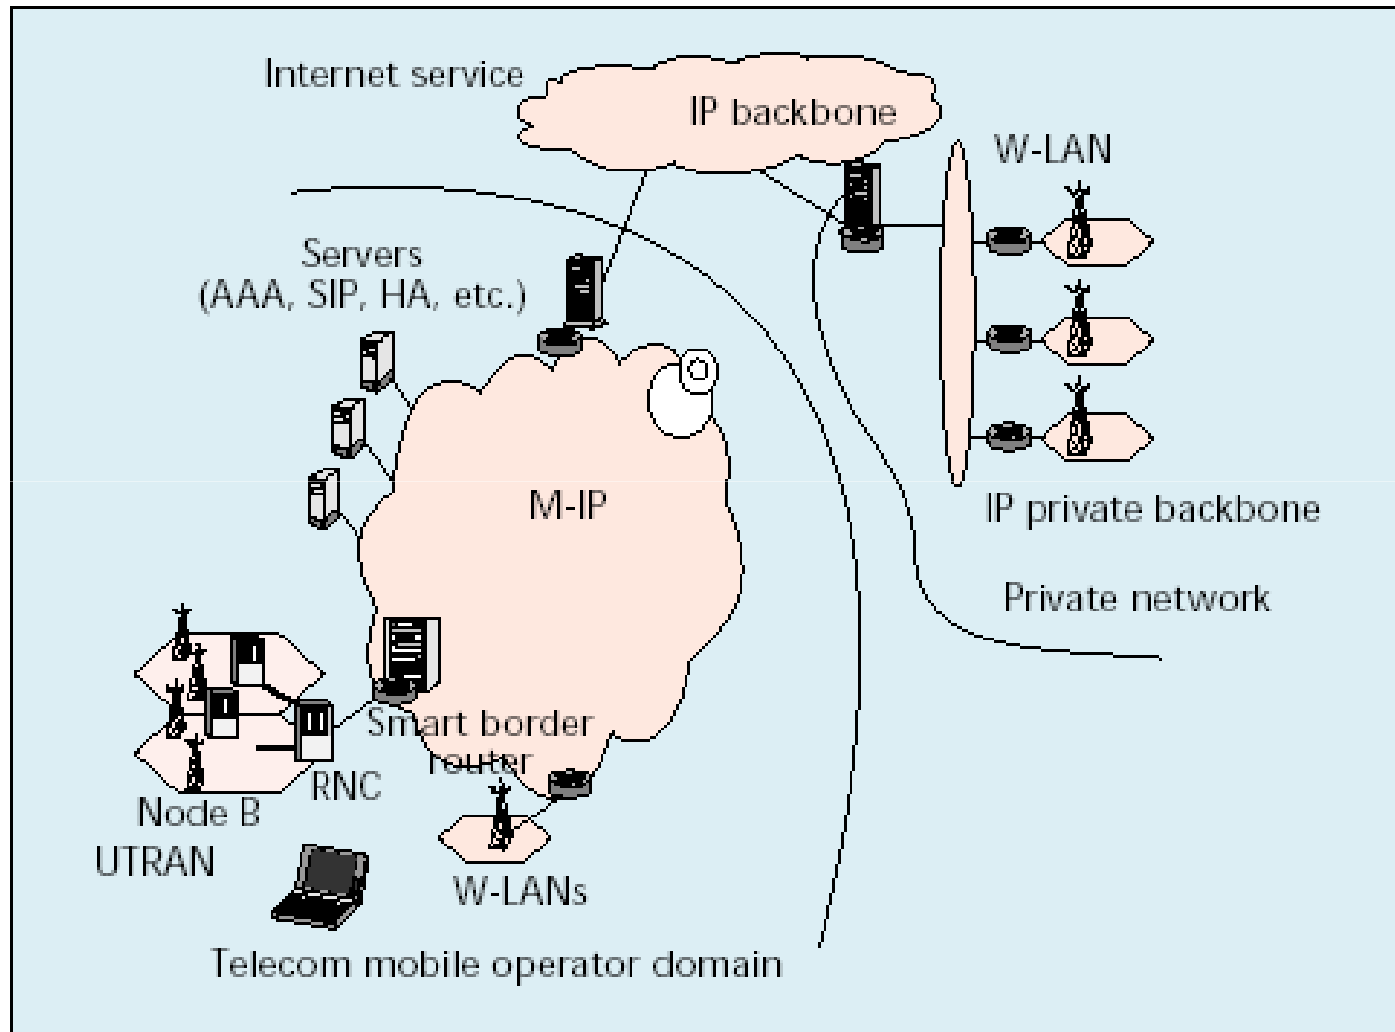 Internet service
IP backbone
W-LAN
Servers
(AAA, SIP, HA, etc.)
M-IP
IP private backbone
Private network
Smart border
router
RNC
Node B
UTRAN
W-LANs
Telecom mobile operator domain